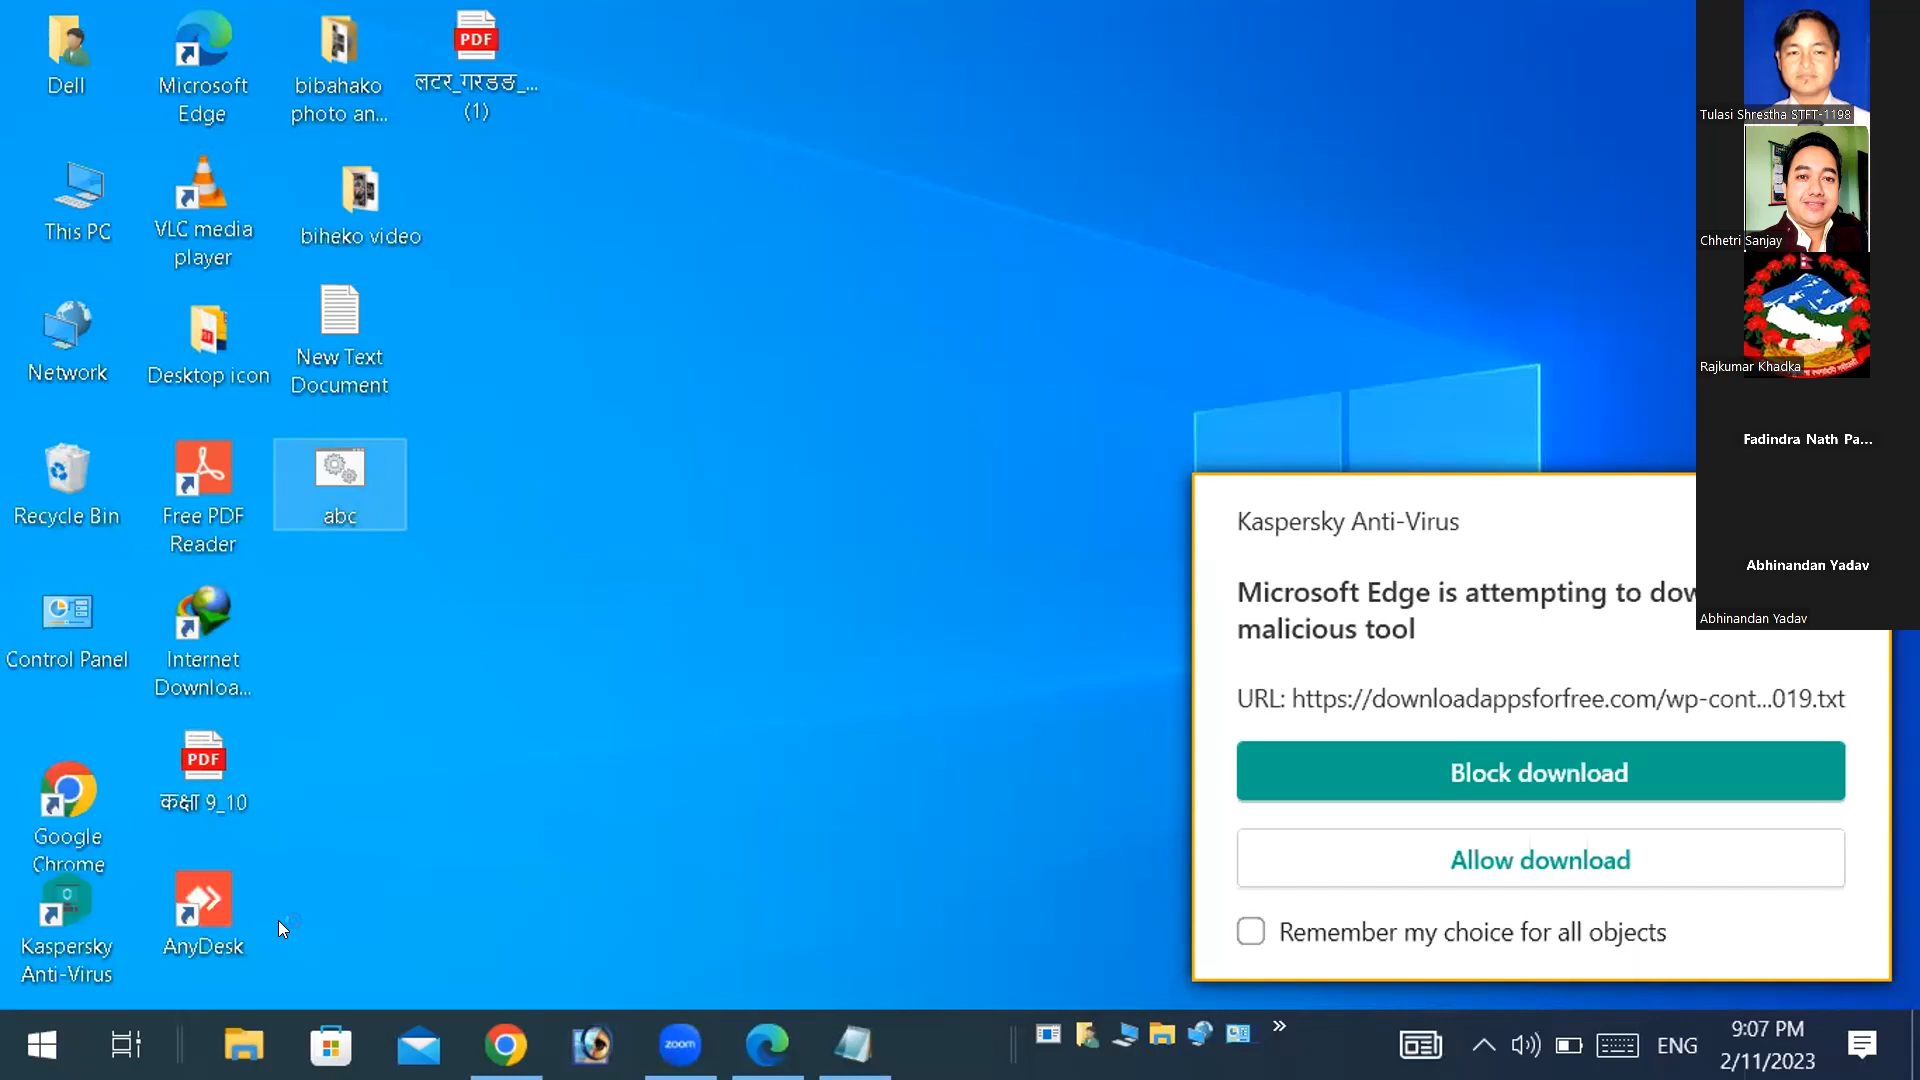 Dell
Microsoft
Edge
bibahako
photo an...
लटर_गरडङ_...
(1)
This PC
VLC media
player
biheko video
Network
Desktop icon
New Text
Document
Recycle Bin
Free PDF
Reader
abc
Control Panel
Internet
Downloa...
PDF
PDF
कक्षा 9_10
Google
Chrome
Kaspersky
Anti-Virus
AnyDesk
Tulasi Shrestha STFT-1198
Chhetri Sanjay
Rajkumar Khadka
Fadindra Nath Pa...
Abhinandan Yadav
Abhinandan Yadav
Kaspersky Anti-Virus
Microsoft Edge is attempting to dow
malicious tool
URL: https://downloadappsforfree.com/wp-cont...019.txt
Block download
Allow download
Remember my choice for all objects
zoom
ENG
9:07 PM
2/11/2023